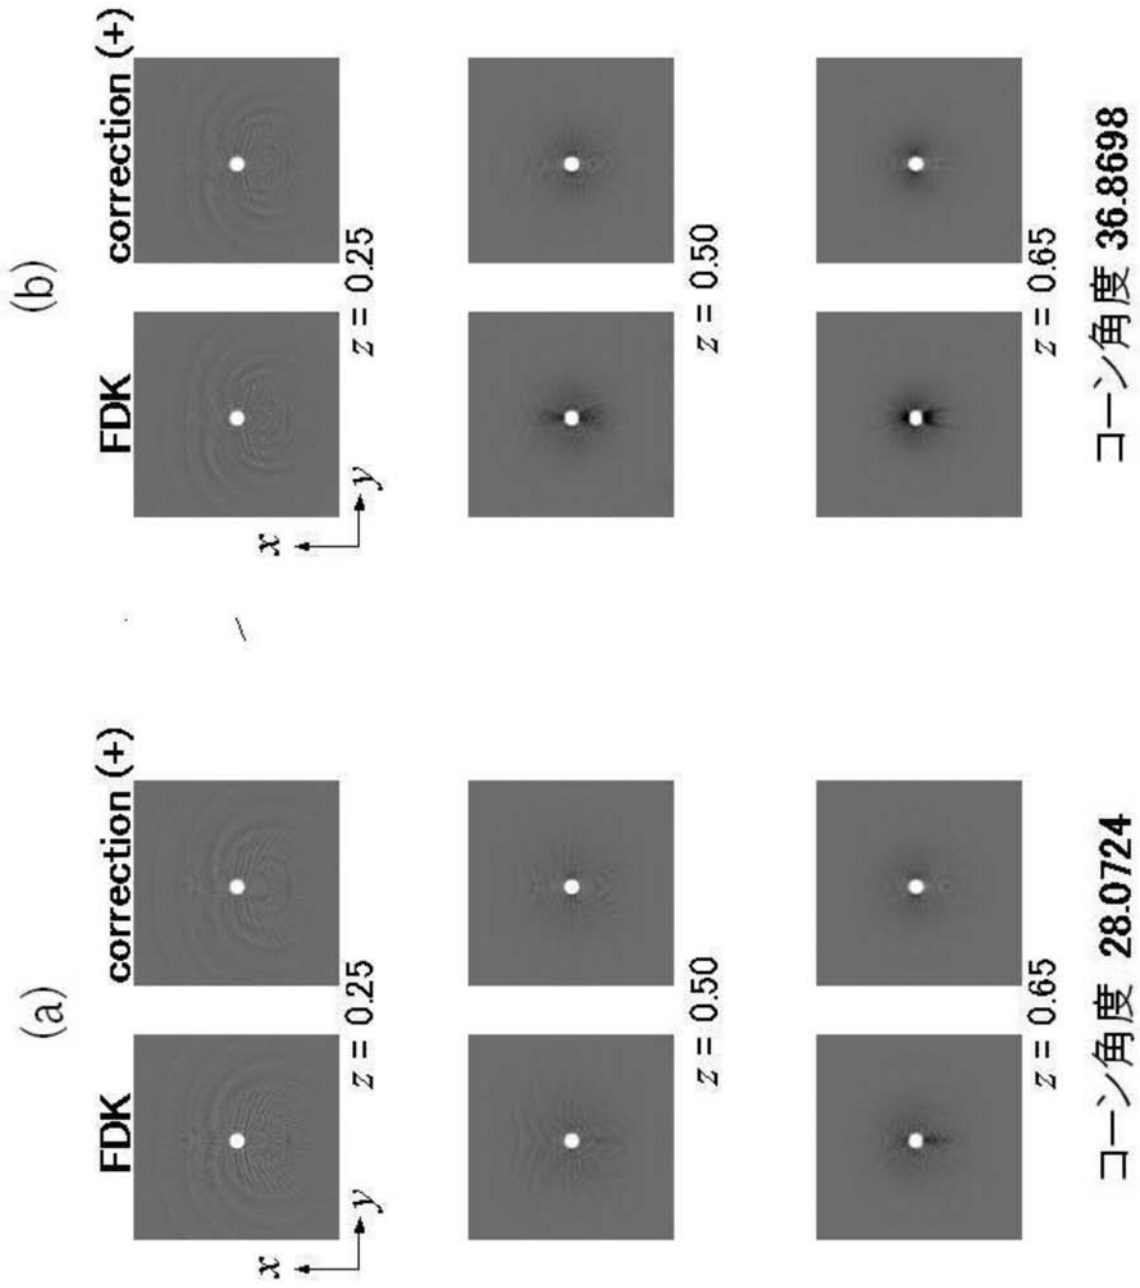 (a)
FDK
correction (+)
x
y
z = 0.25
z = 0.50
z = 0.65
コーン角度 28.0724
(b)
FDK
correction (+)
x
y
z = 0.25
z = 0.50
z = 0.65
コーン角度 36.8698